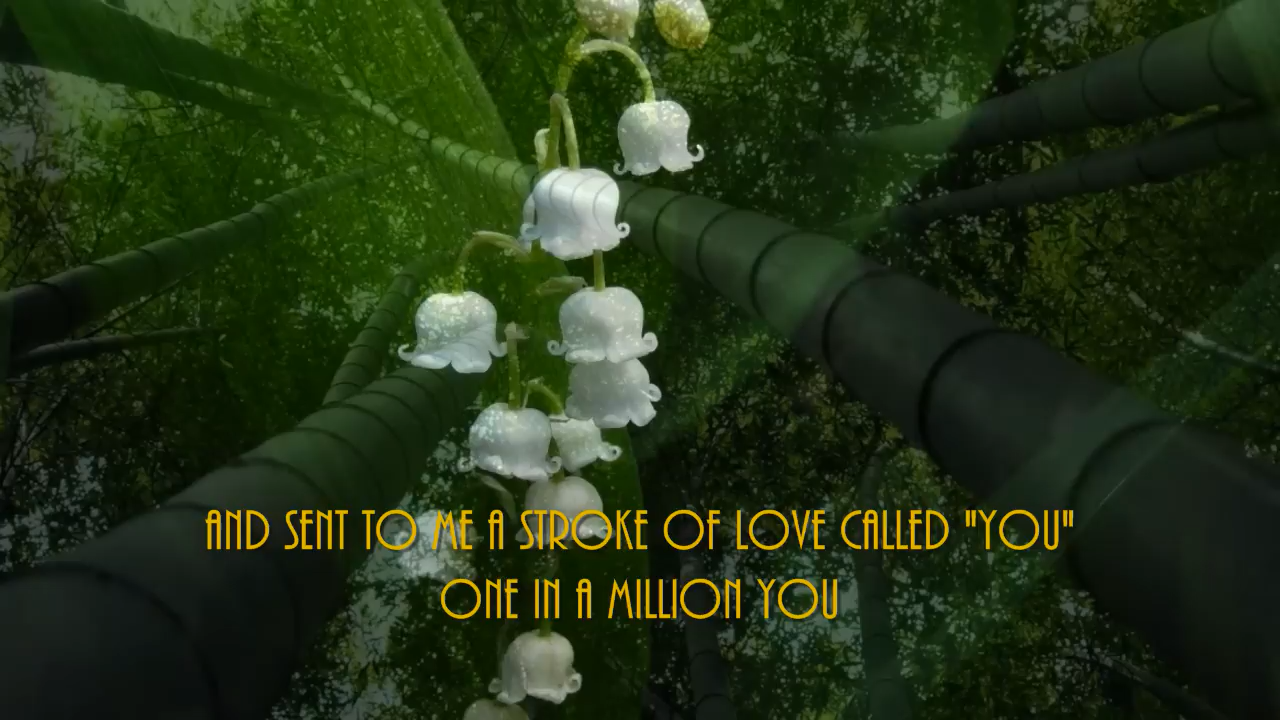 AND SENT TO ME A STROKE OF LOVE CALLED "YOU"
ONE IN A MILLION YOU